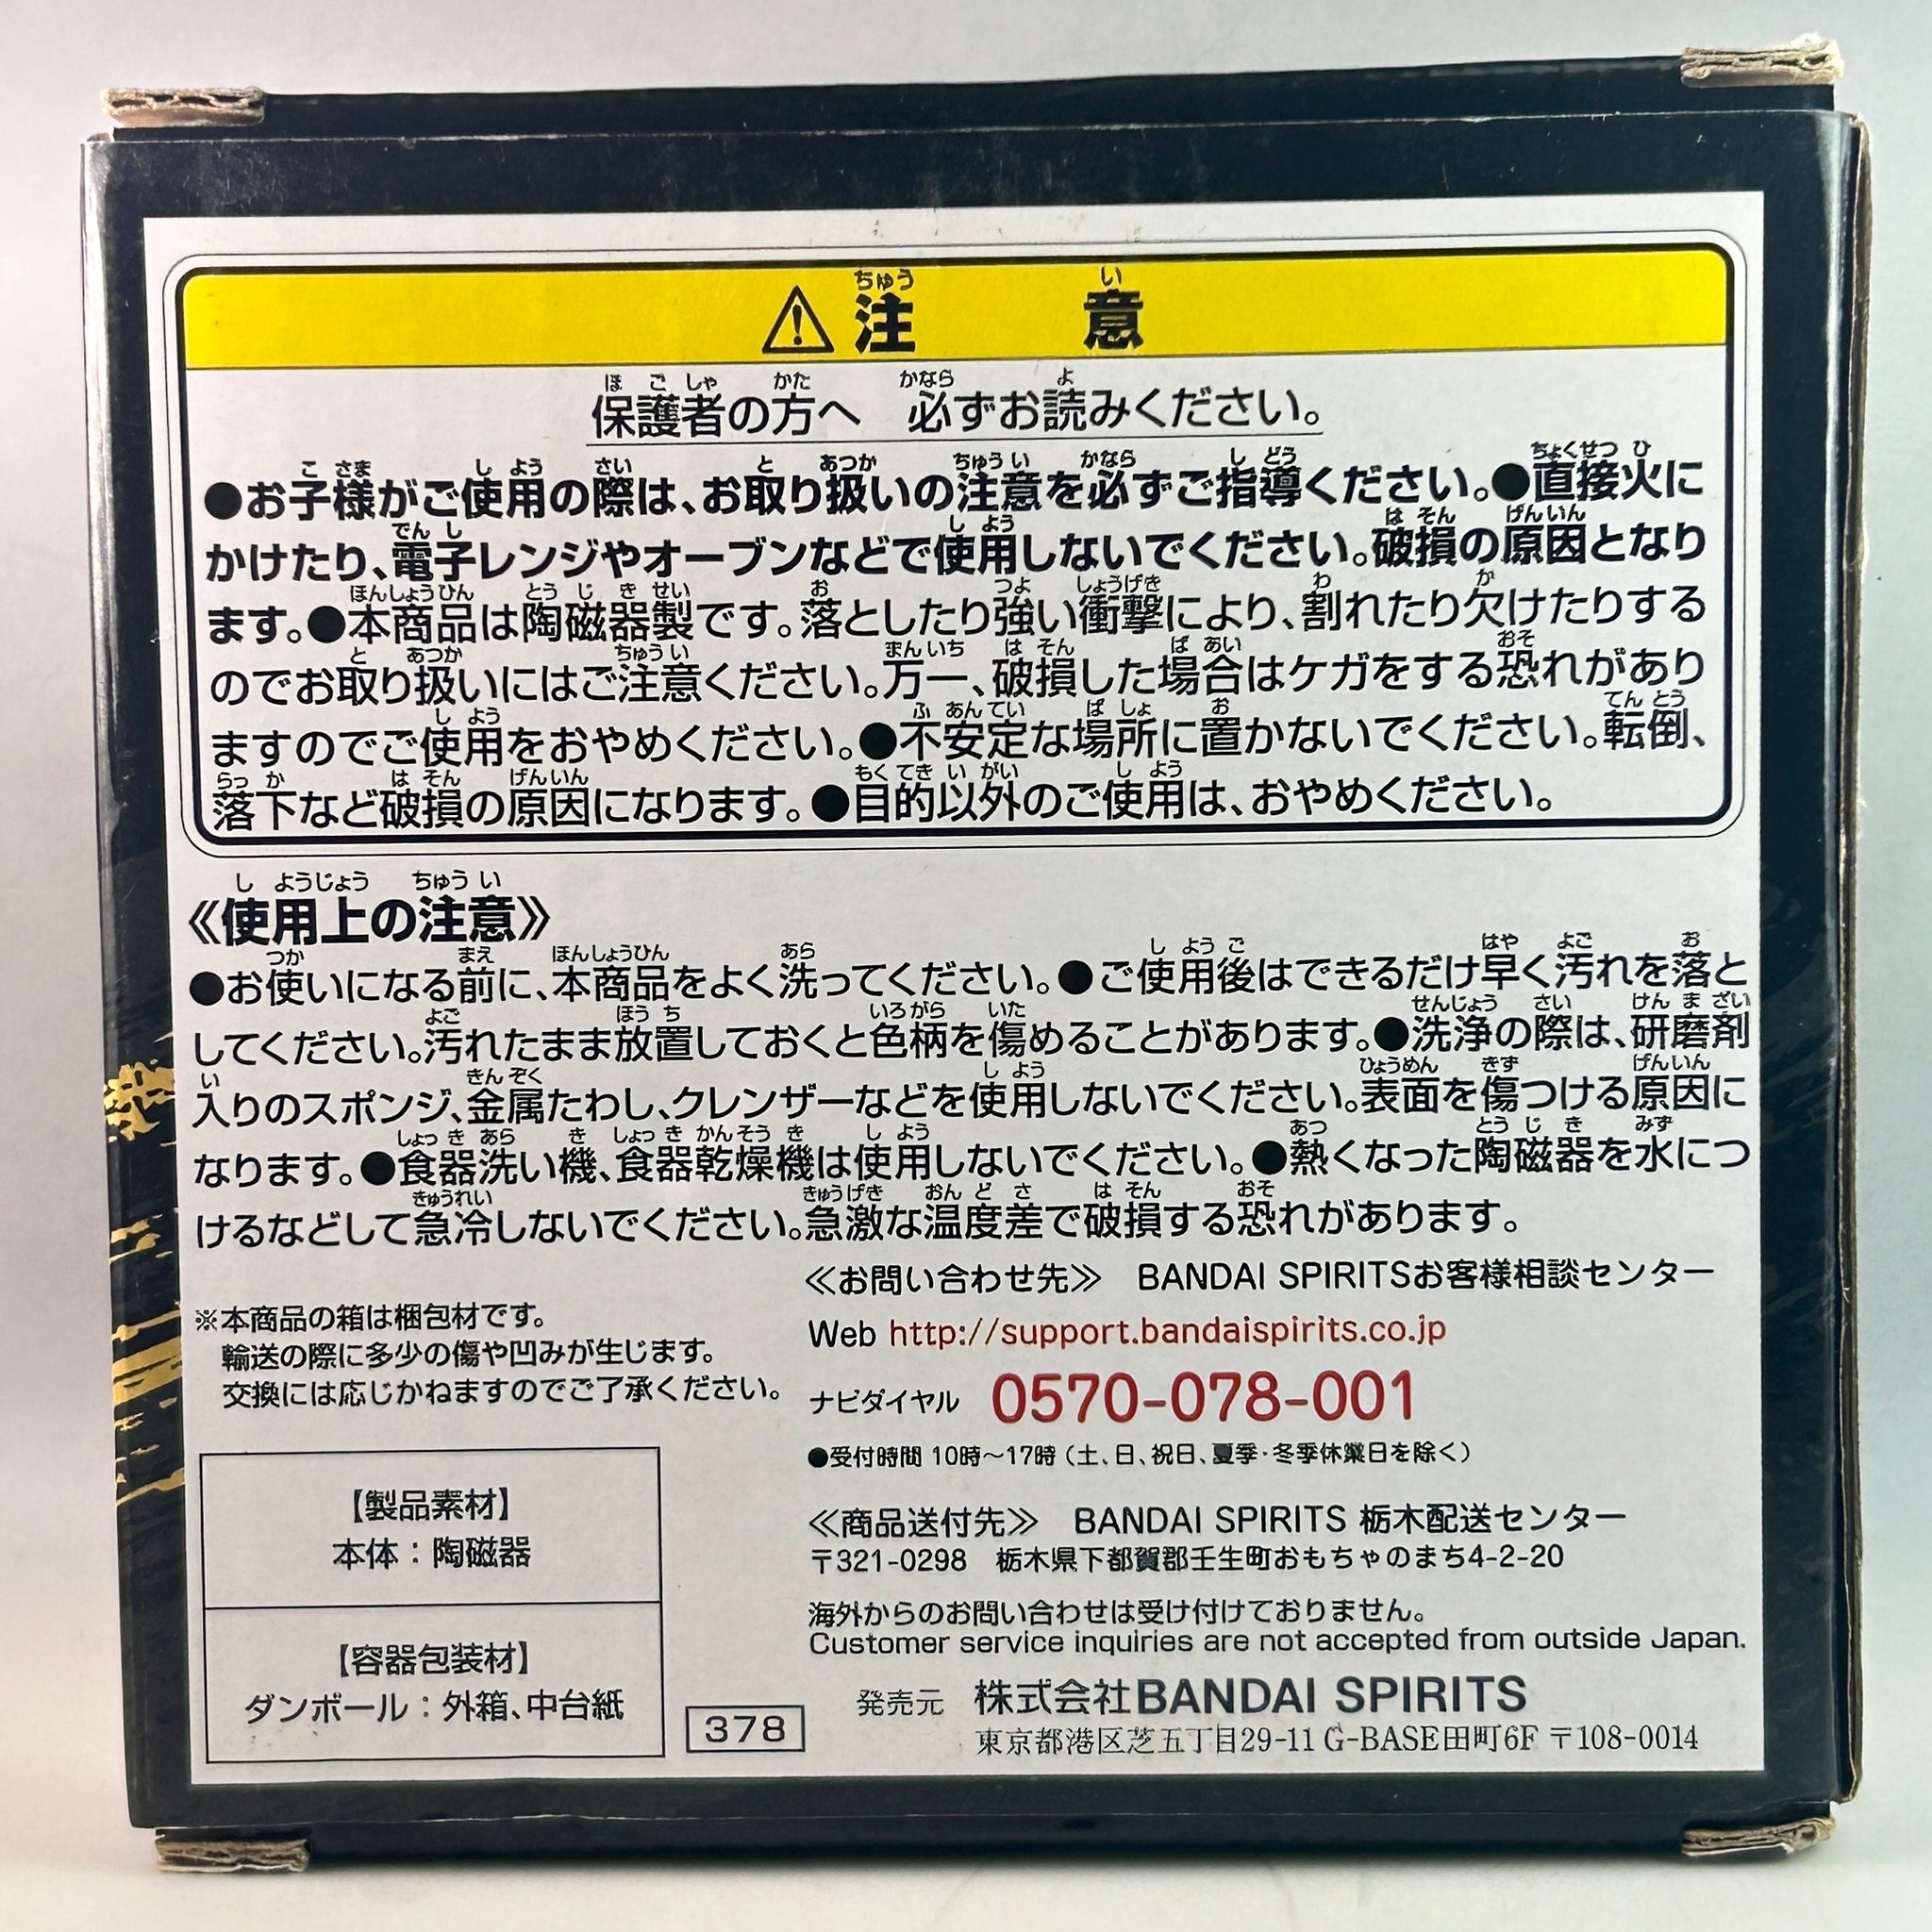 ⚠注 意
保護者の方へ 必ずお読みください。
●お子様がご使用の際は、お取り扱いの注意を必ずご指導ください。●直接火に
かけたり、電子レンジやオーブンなどで使用しないでください。破損の原因となり
ます。●本商品は陶磁器製です。落としたり強い衝撃により、割れたり欠けたりする
のでお取り扱いにはご注意ください。万一、破損した場合はケガをする恐れがあり
ますのでご使用をおやめください。●不安定な場所に置かないでください。転倒、
落下など破損の原因になります。●目的以外のご使用は、おやめください。
≪使用上の注意≫
●お使いになる前に、本商品をよく洗ってください。●ご使用後はできるだけ早く汚れを落と
してください。汚れたまま放置しておくと色柄を傷めることがあります。●洗浄の際は、研磨剤
入りのスポンジ、金属たわし、クレンザーなどを使用しないでください。表面を傷つける原因に
なります。●食器洗い機、食器乾燥機は使用しないでください。●熱くなった陶磁器を水につ
けるなどして急冷しないでください。急激な温度差で破損する恐れがあります。
※本商品の箱は梱包材です。
輸送の際に多少の傷や凹みが生じます。
交換には応じかねますのでご了承ください。
【製品素材】
本体：陶磁器
【容器包装材】
ダンボール：外箱、中台紙
378
≪お問い合わせ先≫ BANDAI SPIRITSお客様相談センター
Web http://support.bandaispirits.co.jp
ナビダイヤル 0570-078-001
●受付時間 10時～17時（土、日、祝日、夏季・冬季休業日を除く）
≪商品送付先≫ BANDAI SPIRITS 栃木配送センター
〒321-0298 栃木県下都賀郡壬生町おもちゃのまち4-2-20
海外からのお問い合わせは受け付けておりません。
Customer service inquiries are not accepted from outside Japan.
発売元 株式会社BANDAI SPIRITS
東京都港区芝五丁目29-11 G-BASE田町6F 〒108-0014